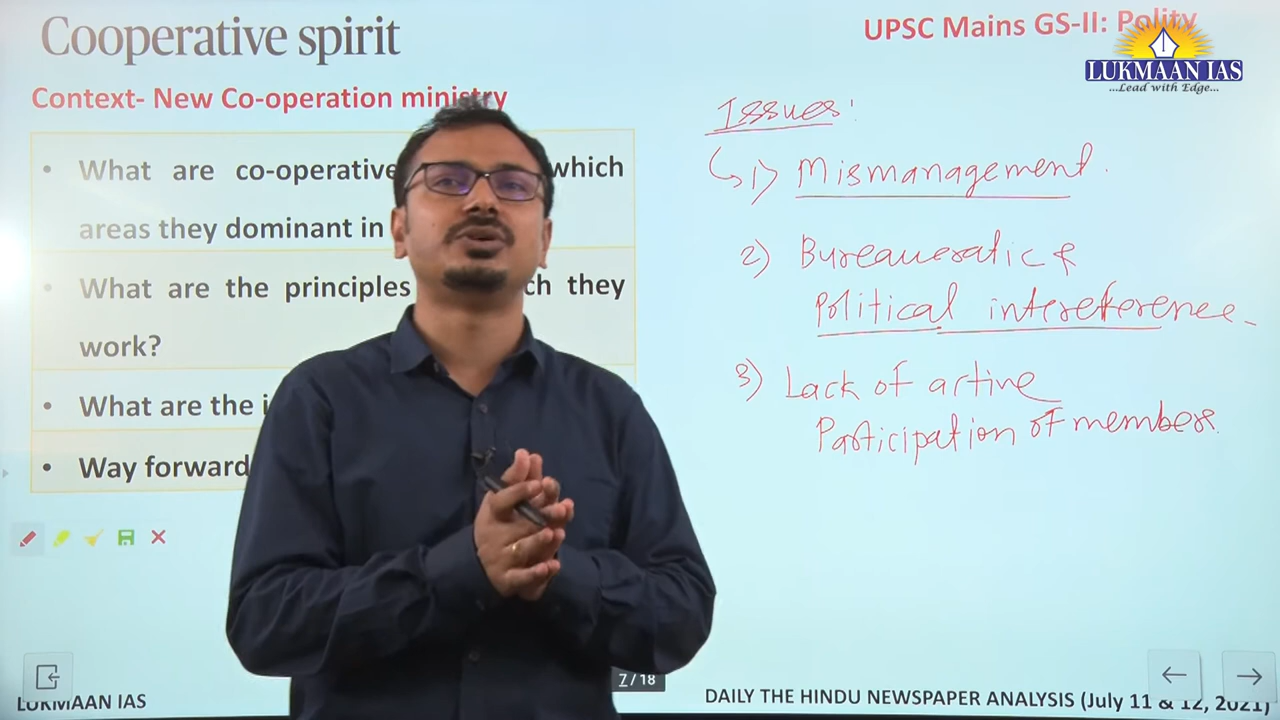 Cooperative spirit
UPSC Mains GS-II: Polity
LUKMAAN IAS
...Lead with Edge...
Context- New Co-operation ministry
• What are co-operative which
areas they dominant in
• What are the principles they
work?
• What are the
• Way forward
Issues:
1) Mismanagement.
2) Bureaucratic &
Political intereference.
3) Lack of active
Participation of members.
7 / 18
LUKMAAN IAS
DAILY THE HINDU NEWSPAPER ANALYSIS (July 11 & 12, 2021)